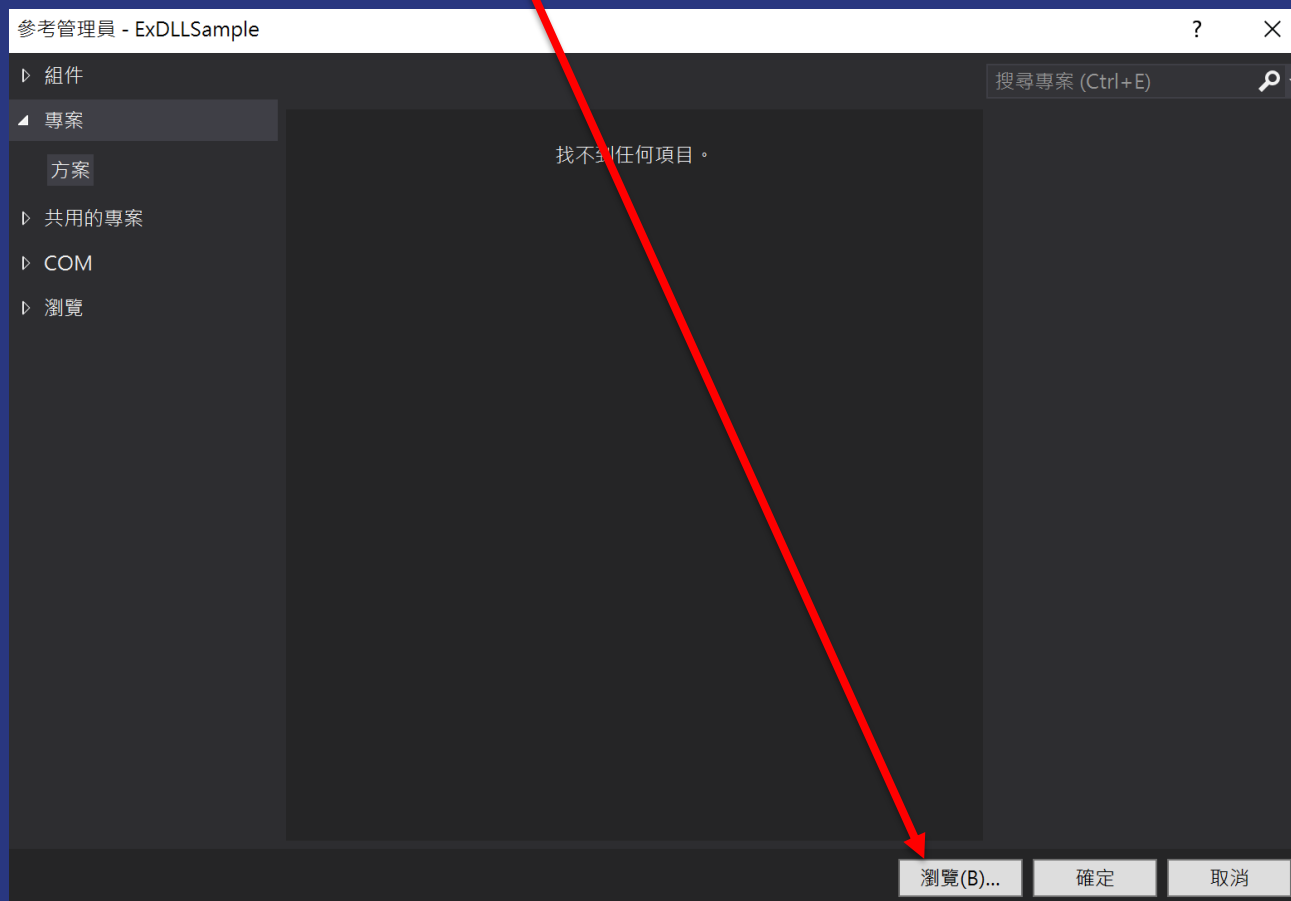 參考管理員 - ExDLLSample
?
組件
搜尋專案 (Ctrl+E)
專案
找不到任何項目。
方案
共用的專案
COM
瀏覽
瀏覽(B)...
確定
取消